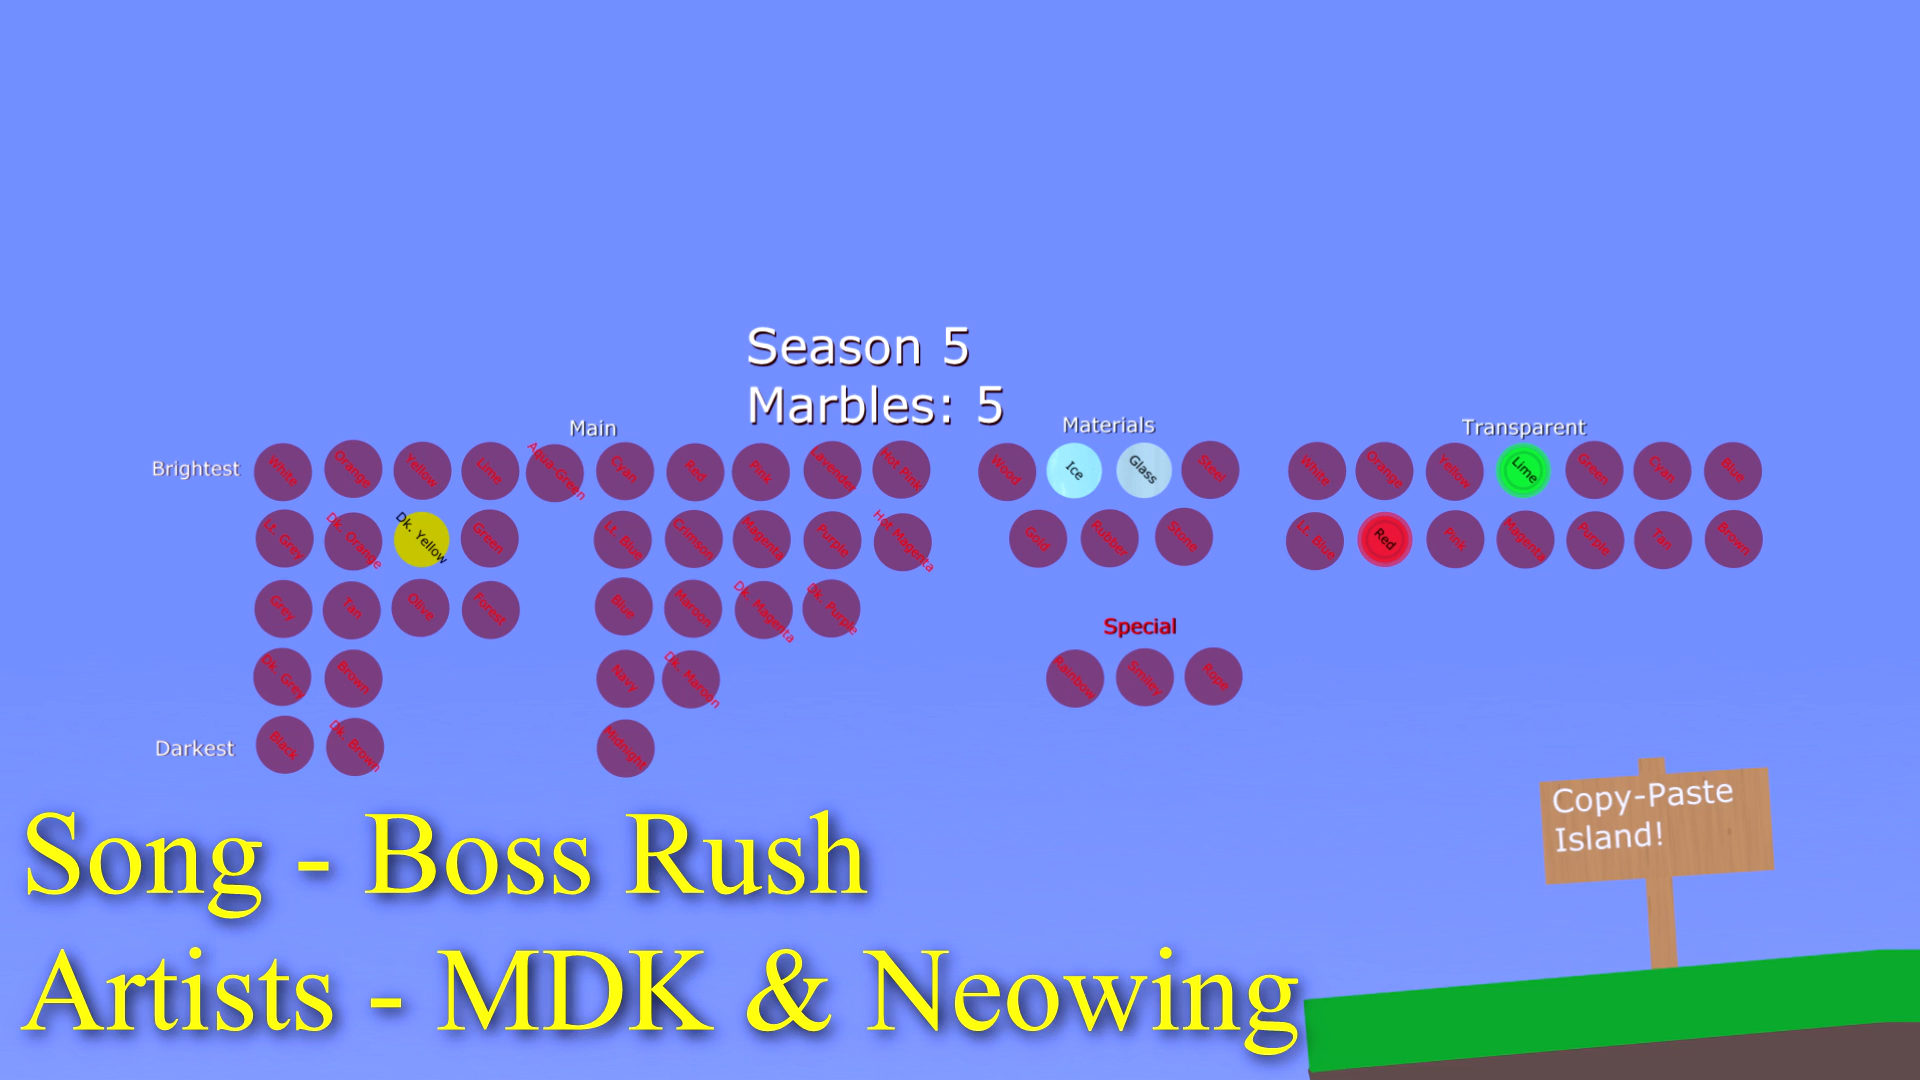 Season 5
Marbles: 5
Main
Materials
Transparent
Brightest
White Orange Yellow Lime Aqua-Green Cyan Red Pink Lavender Hot Pink
Wood Ice Glass Steel
White Orange Yellow Lime Green Cyan Blue
Lt. Grey Dk. Orange Dk. Yellow Green Lt. Blue Crimson Magenta Purple Hot Magenta
Gold Rubber Stone
Lt. Blue Red Pink Magenta Purple Tan Brown
Grey Tan Olive Forest Blue Maroon Dk. Magenta Dk. Purple
Special
Dk. Grey Brown Navy Dk. Maroon
Rainbow Smiley Rope
Darkest
Black Dk. Brown Midnight
Copy-Paste
Island!
Song - Boss Rush
Artists - MDK & Neowing